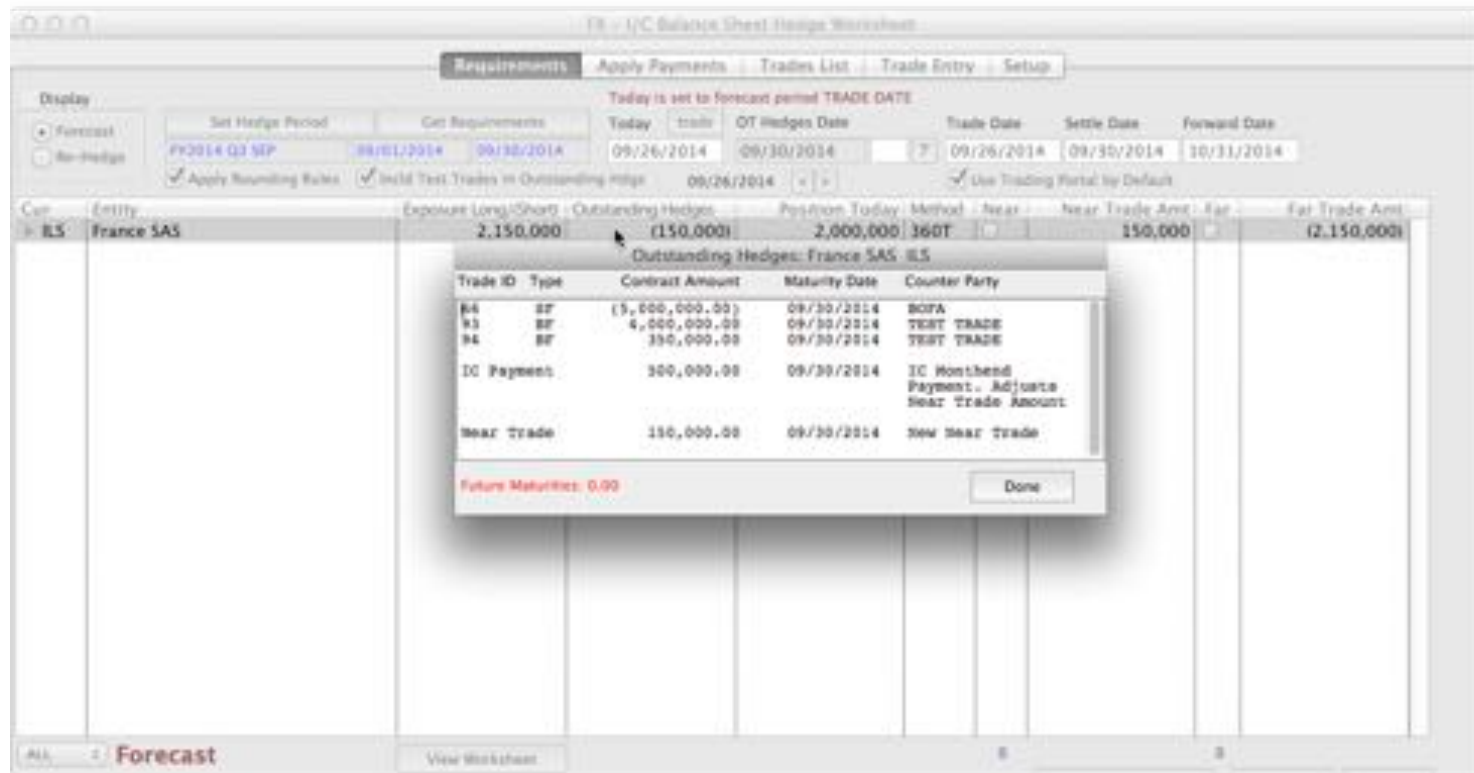 FX - I/C Balance Sheet Hedge Worksheet
Requirements Apply Payments Trades List Trade Entry Setup
Display
Today is set to forecast period TRADE DATE
Forecast Set Hedge Period Get Requirements Today trade OT Hedges Date Trade Date Settle Date Forward Date
Re-Hedge FY2014 Q3 SEP 09/01/2014 09/30/2014 09/26/2014 09/30/2014 ? 09/26/2014 09/30/2014 10/31/2014
Apply Rounding Rules Incld Test Trades in Outstanding Hdge 09/26/2014 < > Use Trading Portal by Default
Cur Entity Exposure Long/(Short) Outstanding Hedges Position Today Method Near Near Trade Amt Far Far Trade Amt
ILS France SAS 2,150,000 (150,000) 2,000,000 360T 150,000 (2,150,000)
Outstanding Hedges: France SAS ILS
Trade ID Type Contract Amount Maturity Date Counter Party
SF (5,000,000.00) 09/30/2014 BOFA
93 BF 4,000,000.00 09/30/2014 TEST TRADE
94 BF 350,000.00 09/30/2014 TEST TRADE
IC Payment 500,000.00 09/30/2014 IC Monthend
Payment. Adjusts
Near Trade Amount
Near Trade 150,000.00 09/30/2014 New Near Trade
Future Maturities: 0.00
Done
ALL Forecast View Worksheet